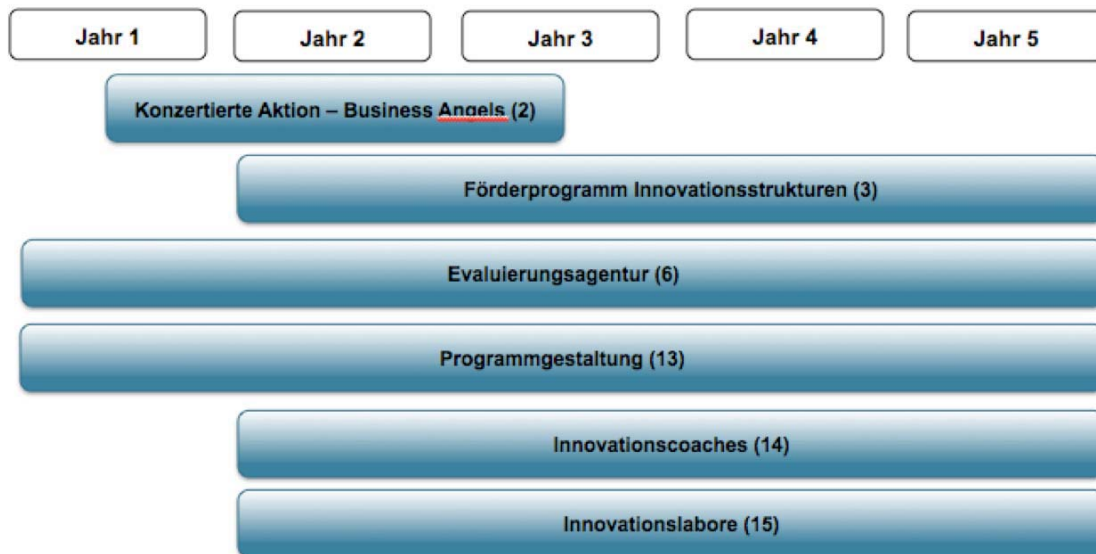 Jahr 1 Jahr 2 Jahr 3 Jahr 4 Jahr 5
Konzertierte Aktion – Business Angels (2)
Förderprogramm Innovationsstrukturen (3)
Evaluierungsagentur (6)
Programmgestaltung (13)
Innovationscoaches (14)
Innovationslabore (15)